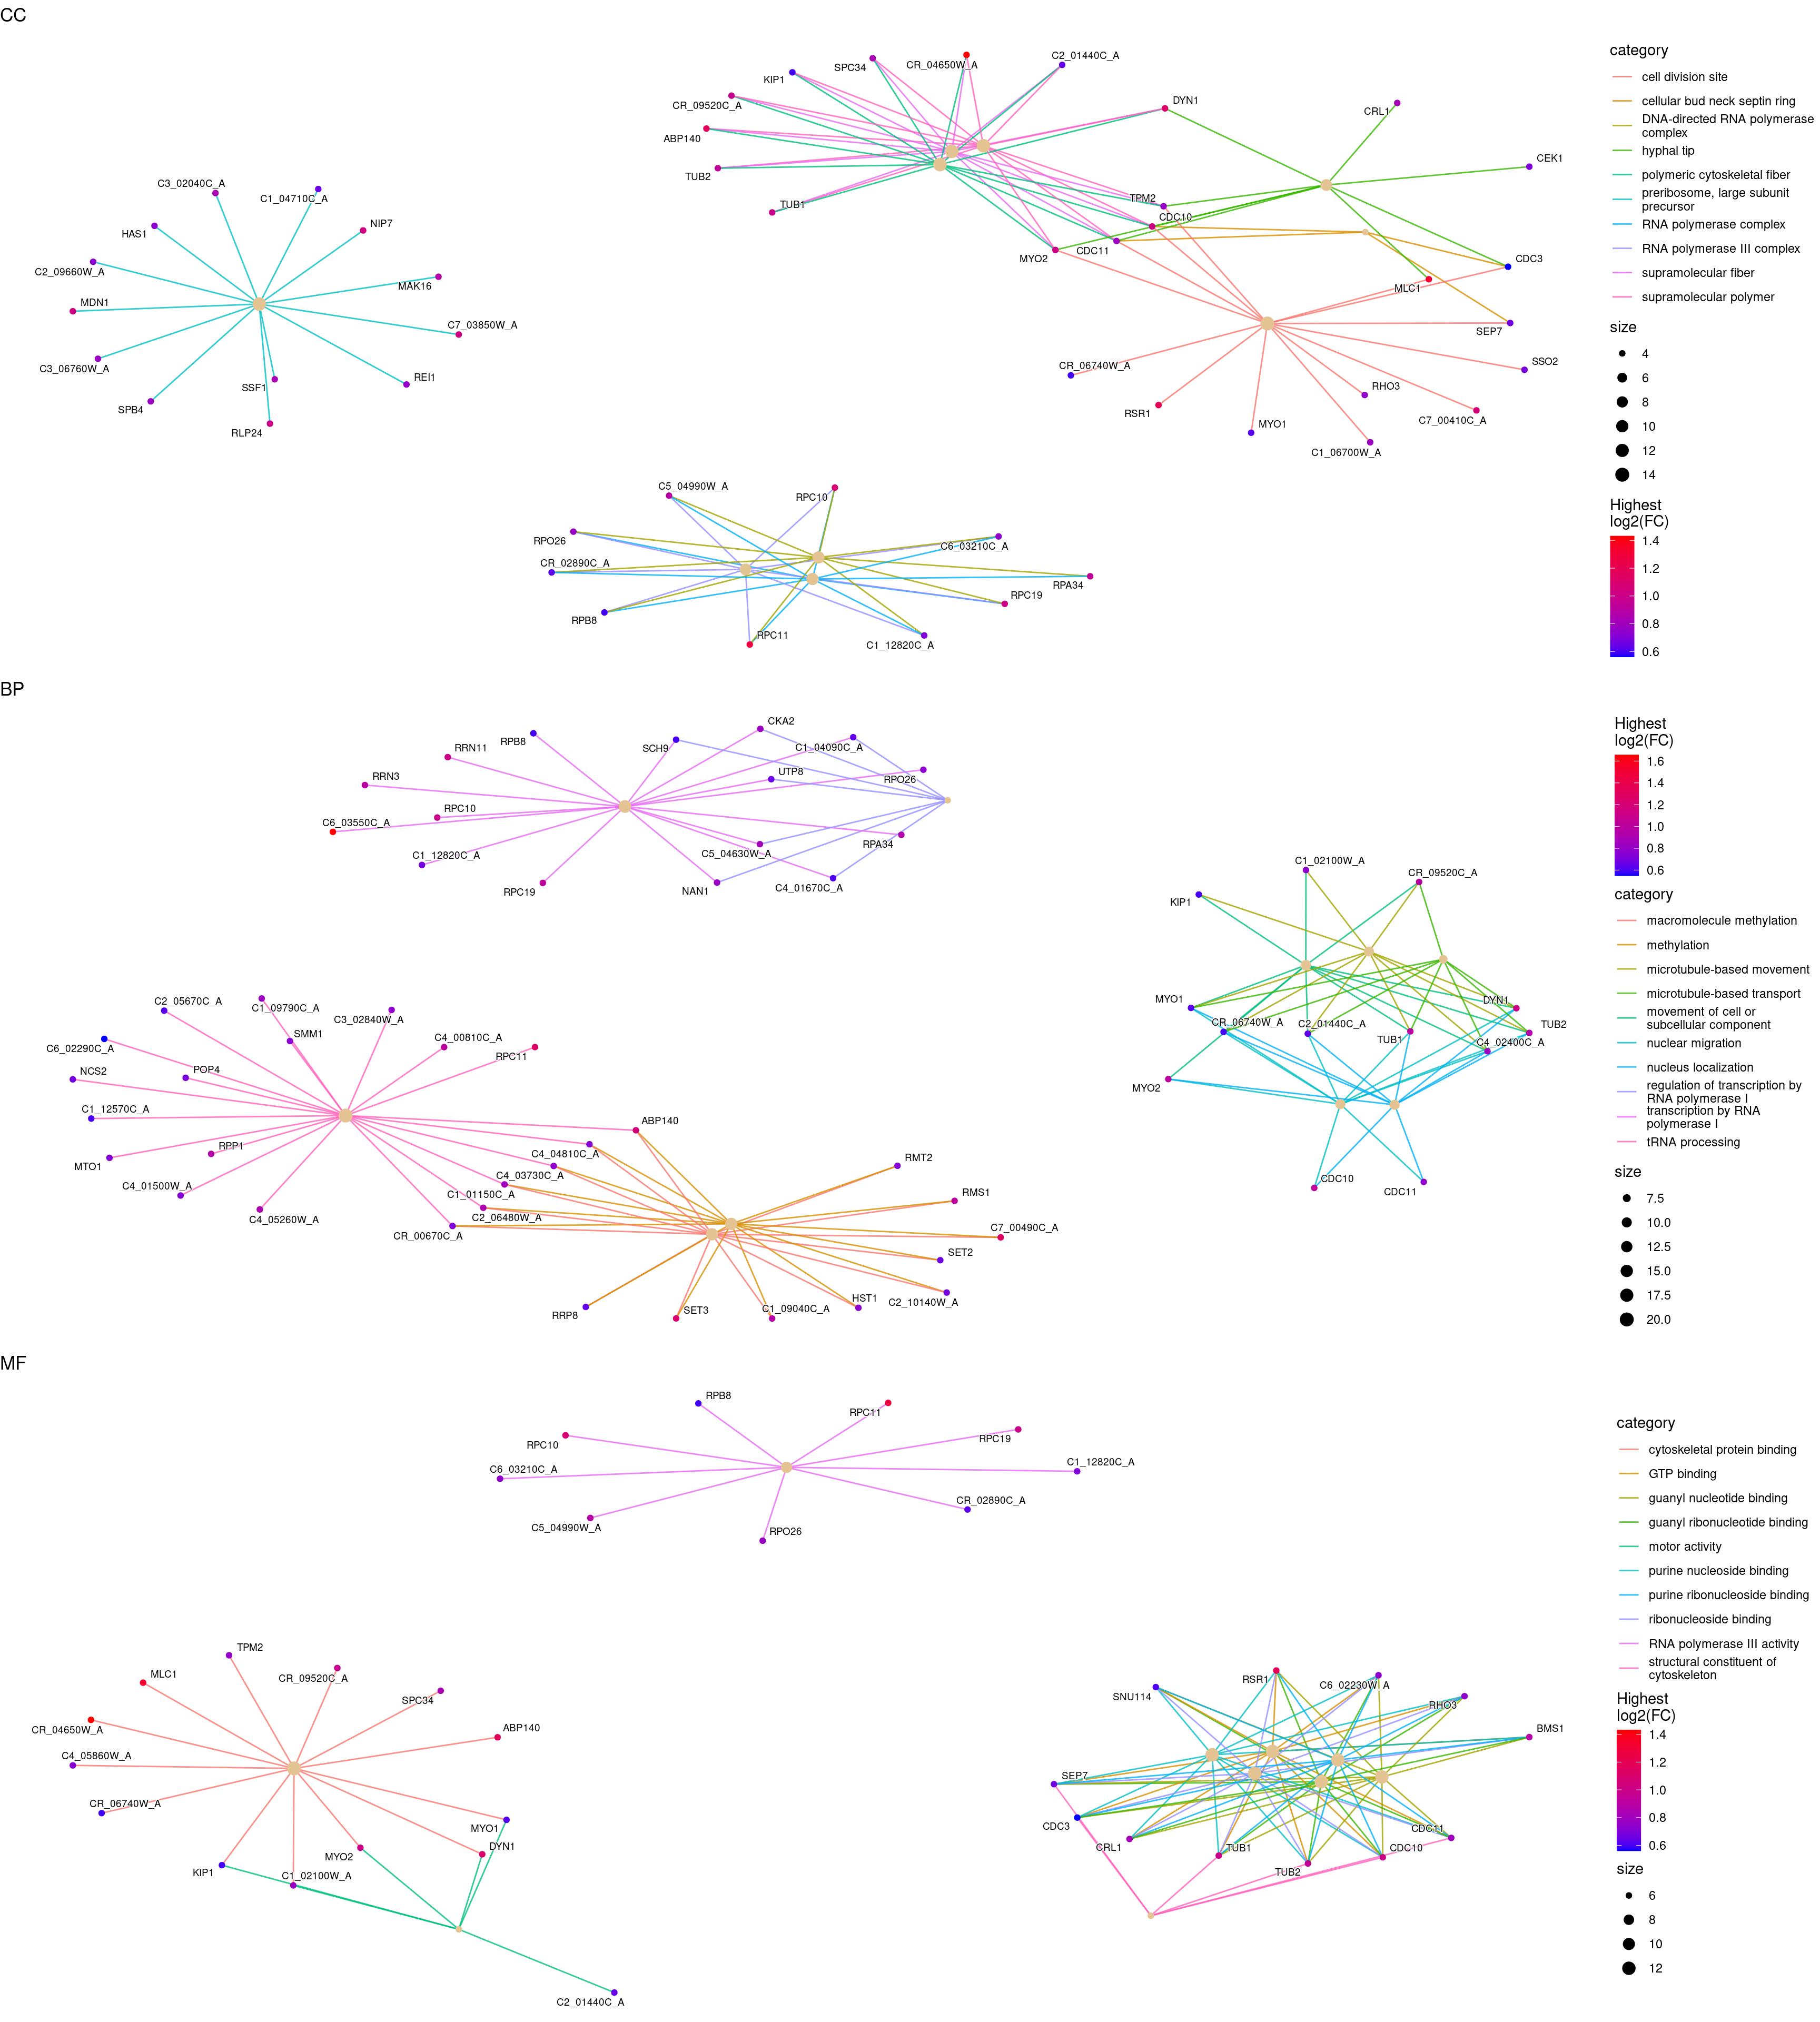 CC
C2_01440C_A
CR_04650W_A
SPC34
KIP1
CR_09520C_A
DYN1
CRL1
ABP140
CEK1
TUB2
C3_02040C_A
C1_04710C_A
TPM2
TUB1
CDC10
NIP7
HAS1
CDC11
MYO2
CDC3
C2_09660W_A
MAK16
MLC1
MDN1
C7_03850W_A
SEP7
SSO2
C3_06760W_A
CR_06740W_A
REI1
SSF1
RHO3
SPB4
RSR1
C7_00410C_A
MYO1
RLP24
C1_06700W_A
C5_04990W_A
RPC10
RPO26
C6_03210C_A
CR_02890C_A
RPA34
RPC19
RPB8
RPC11
C1_12820C_A
category
cell division site
cellular bud neck septin ring
DNA-directed RNA polymerase
complex
hyphal tip
polymeric cytoskeletal fiber
preribosome, large subunit
precursor
RNA polymerase complex
RNA polymerase III complex
supramolecular fiber
supramolecular polymer
size
4
6
8
10
12
14
Highest
log2(FC)
1.4
1.2
1.0
0.8
0.6
BP
CKA2
RPB8
SCH9
C1_04090C_A
RRN11
RRN3
UTP8
RPO26
RPC10
C6_03550C_A
RPA34
C5_04630W_A
C1_12820C_A
RPC19
NAN1
C4_01670C_A
C1_02100W_A
CR_09520C_A
KIP1
MYO1
DYN1
CR_06740W_A
C2_01440C_A
TUB2
TUB1
C4_02400C_A
MYO2
CDC10
CDC11
C2_05670C_A
C1_09790C_A
C3_02840W_A
SMM1
C4_00810C_A
C6_02290C_A
RPC11
NCS2
POP4
C1_12570C_A
ABP140
RPP1
C4_04810C_A
MTO1
C4_03730C_A
RMT2
C4_01500W_A
C1_01150C_A
RMS1
C4_05260W_A
C2_06480W_A
CR_00670C_A
C7_00490C_A
SET2
HST1
C2_10140W_A
RRP8
SET3
C1_09040C_A
Highest
log2(FC)
1.6
1.4
1.2
1.0
0.8
0.6
category
macromolecule methylation
methylation
microtubule-based movement
microtubule-based transport
movement of cell or
subcellular component
nuclear migration
nucleus localization
regulation of transcription by
RNA polymerase I
transcription by RNA
polymerase I
tRNA processing
size
7.5
10.0
12.5
15.0
17.5
20.0
MF
RPB8
RPC11
RPC10
RPC19
C6_03210C_A
C1_12820C_A
CR_02890C_A
C5_04990W_A
RPO26
TPM2
MLC1
CR_09520C_A
SPC34
CR_04650W_A
ABP140
C4_05860W_A
CR_06740W_A
MYO1
DYN1
MYO2
KIP1
C1_02100W_A
C2_01440C_A
RSR1
C6_02230W_A
SNU114
RHO3
BMS1
SEP7
CDC3
CDC11
CRL1
TUB1
CDC10
TUB2
category
cytoskeletal protein binding
GTP binding
guanyl nucleotide binding
guanyl ribonucleotide binding
motor activity
purine nucleoside binding
purine ribonucleoside binding
ribonucleoside binding
RNA polymerase III activity
structural constituent of
cytoskeleton
Highest
log2(FC)
1.4
1.2
1.0
0.8
0.6
size
6
8
10
12